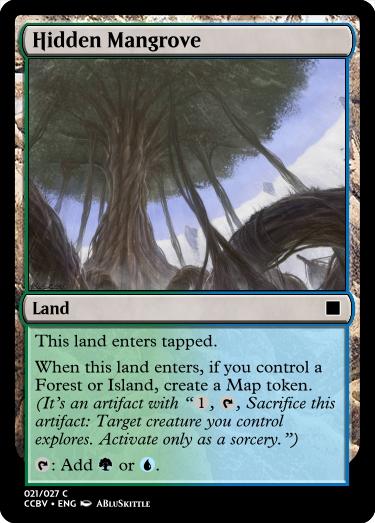 Hidden Mangrove
Land
This land enters tapped.
When this land enters, if you control a
Forest or Island, create a Map token.
(It's an artifact with “1, , Sacrifice this
artifact: Target creature you control
explores. Activate only as a sorcery.”)
: Add or .
021/027 C
CCBV • ENG ABluSkittle